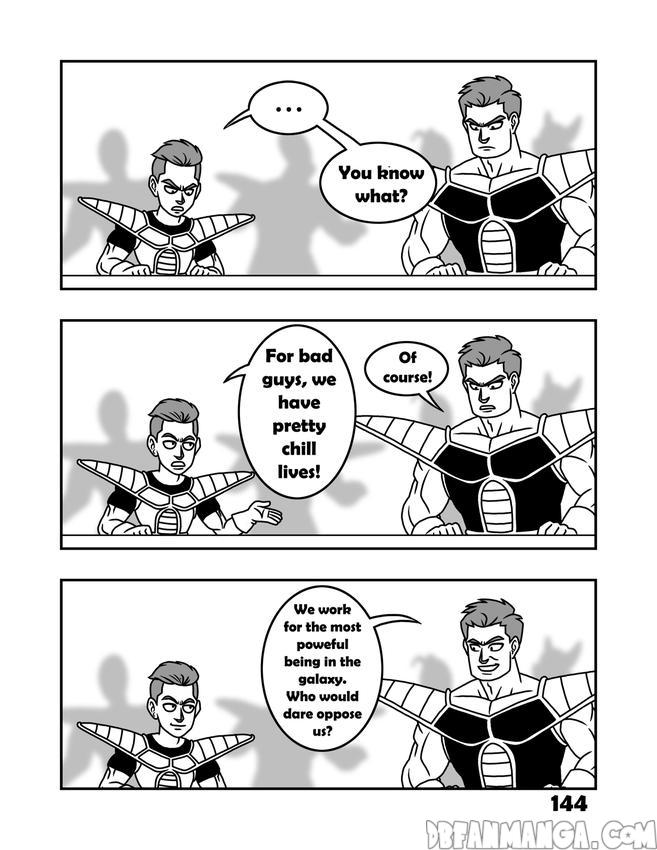 ...
You know
what?
For bad
guys, we
have
pretty
chill
lives!
Of
course!
We work
for the most
poweful
being in the
galaxy.
Who would
dare oppose
us?
144
DBFANMANGA.COM